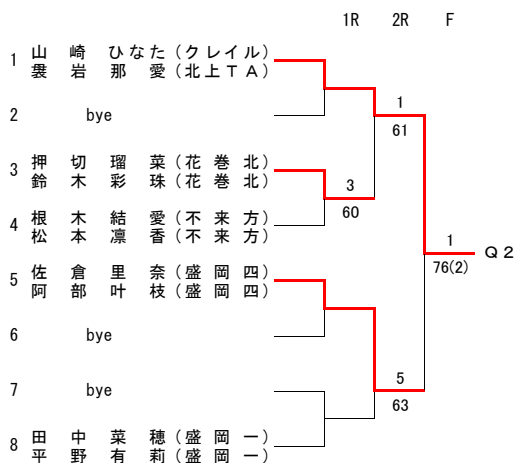 1R 2R F
1 山 崎 ひなた(クレイル)
襲 岩 那 愛(北上TA)
2 bye
1
61
3 押 切 瑠 菜(花 巻 北)
鈴 木 彩 珠(花 巻 北)
3
60
4 根 木 結 愛(不 来 方)
松 本 凛 香(不 来 方)
1
76(2)
Q2
5 佐 倉 里 奈(盛 岡 四)
阿 部 叶 枝(盛 岡 四)
6 bye
7 bye
5
63
8 田 中 菜 穂(盛 岡 一)
平 野 有 莉(盛 岡 一)